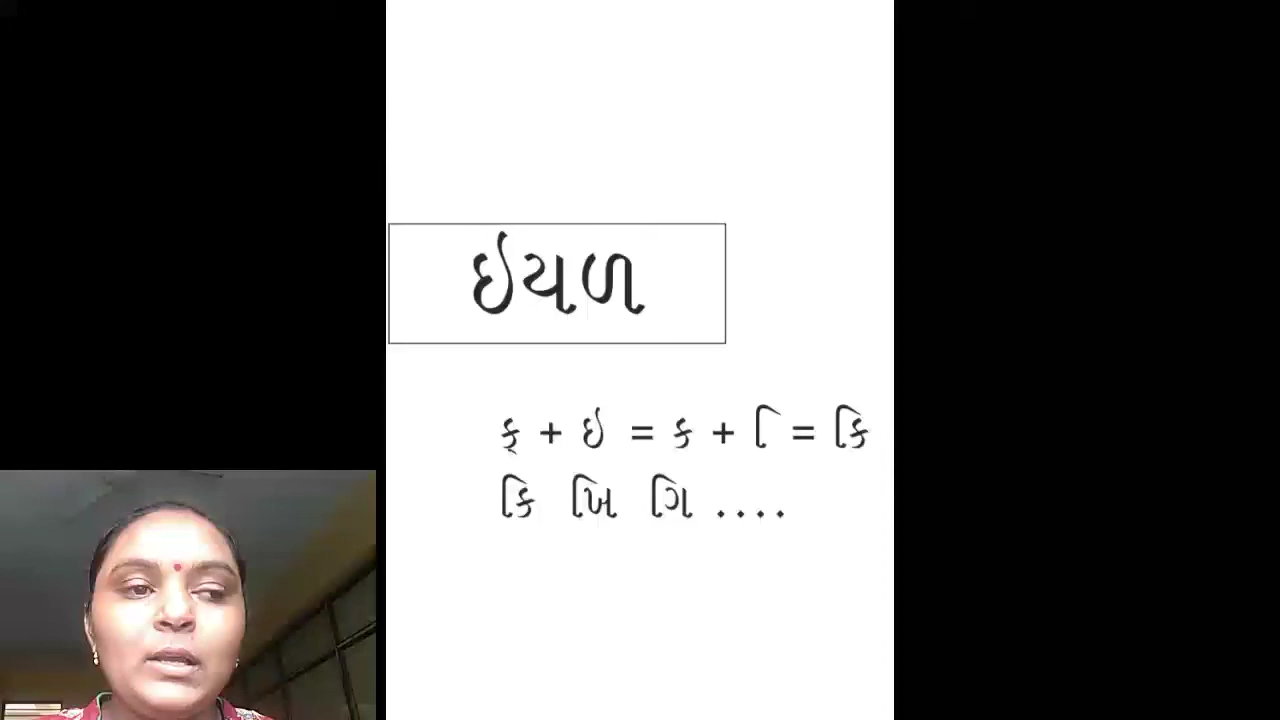 ઇયળ
ક્ + ઇ = ક + િ = કિ
કિ ખિ ગિ ....